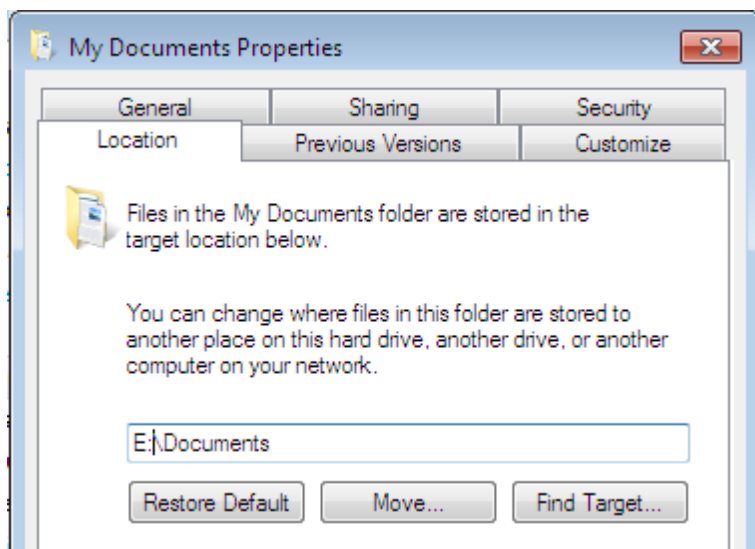 My Documents Properties
General Sharing Security
Location Previous Versions Customize
Files in the My Documents folder are stored in the
target location below.
You can change where files in this folder are stored to
another place on this hard drive, another drive, or another
computer on your network.
E:\Documents
Restore Default Move... Find Target...